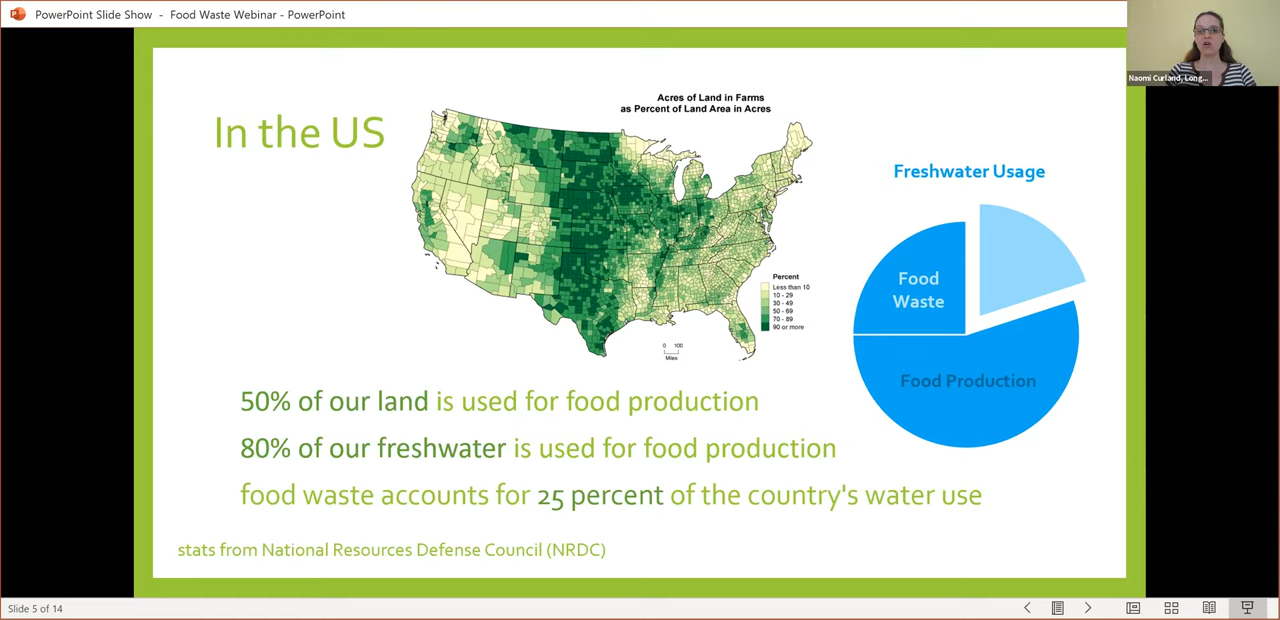 PowerPoint Slide Show - Food Waste Webinar - PowerPoint
Naomi Curland, Long...
In the US
Acres of Land in Farms
as Percent of Land Area in Acres
Percent
Less than 10
10 - 29
30 - 49
50 - 69
70 - 89
90 or more
0 100
Miles
Freshwater Usage
Food
Waste
Food Production
50% of our land is used for food production
80% of our freshwater is used for food production
food waste accounts for 25 percent of the country's water use
stats from National Resources Defense Council (NRDC)
Slide 5 of 14